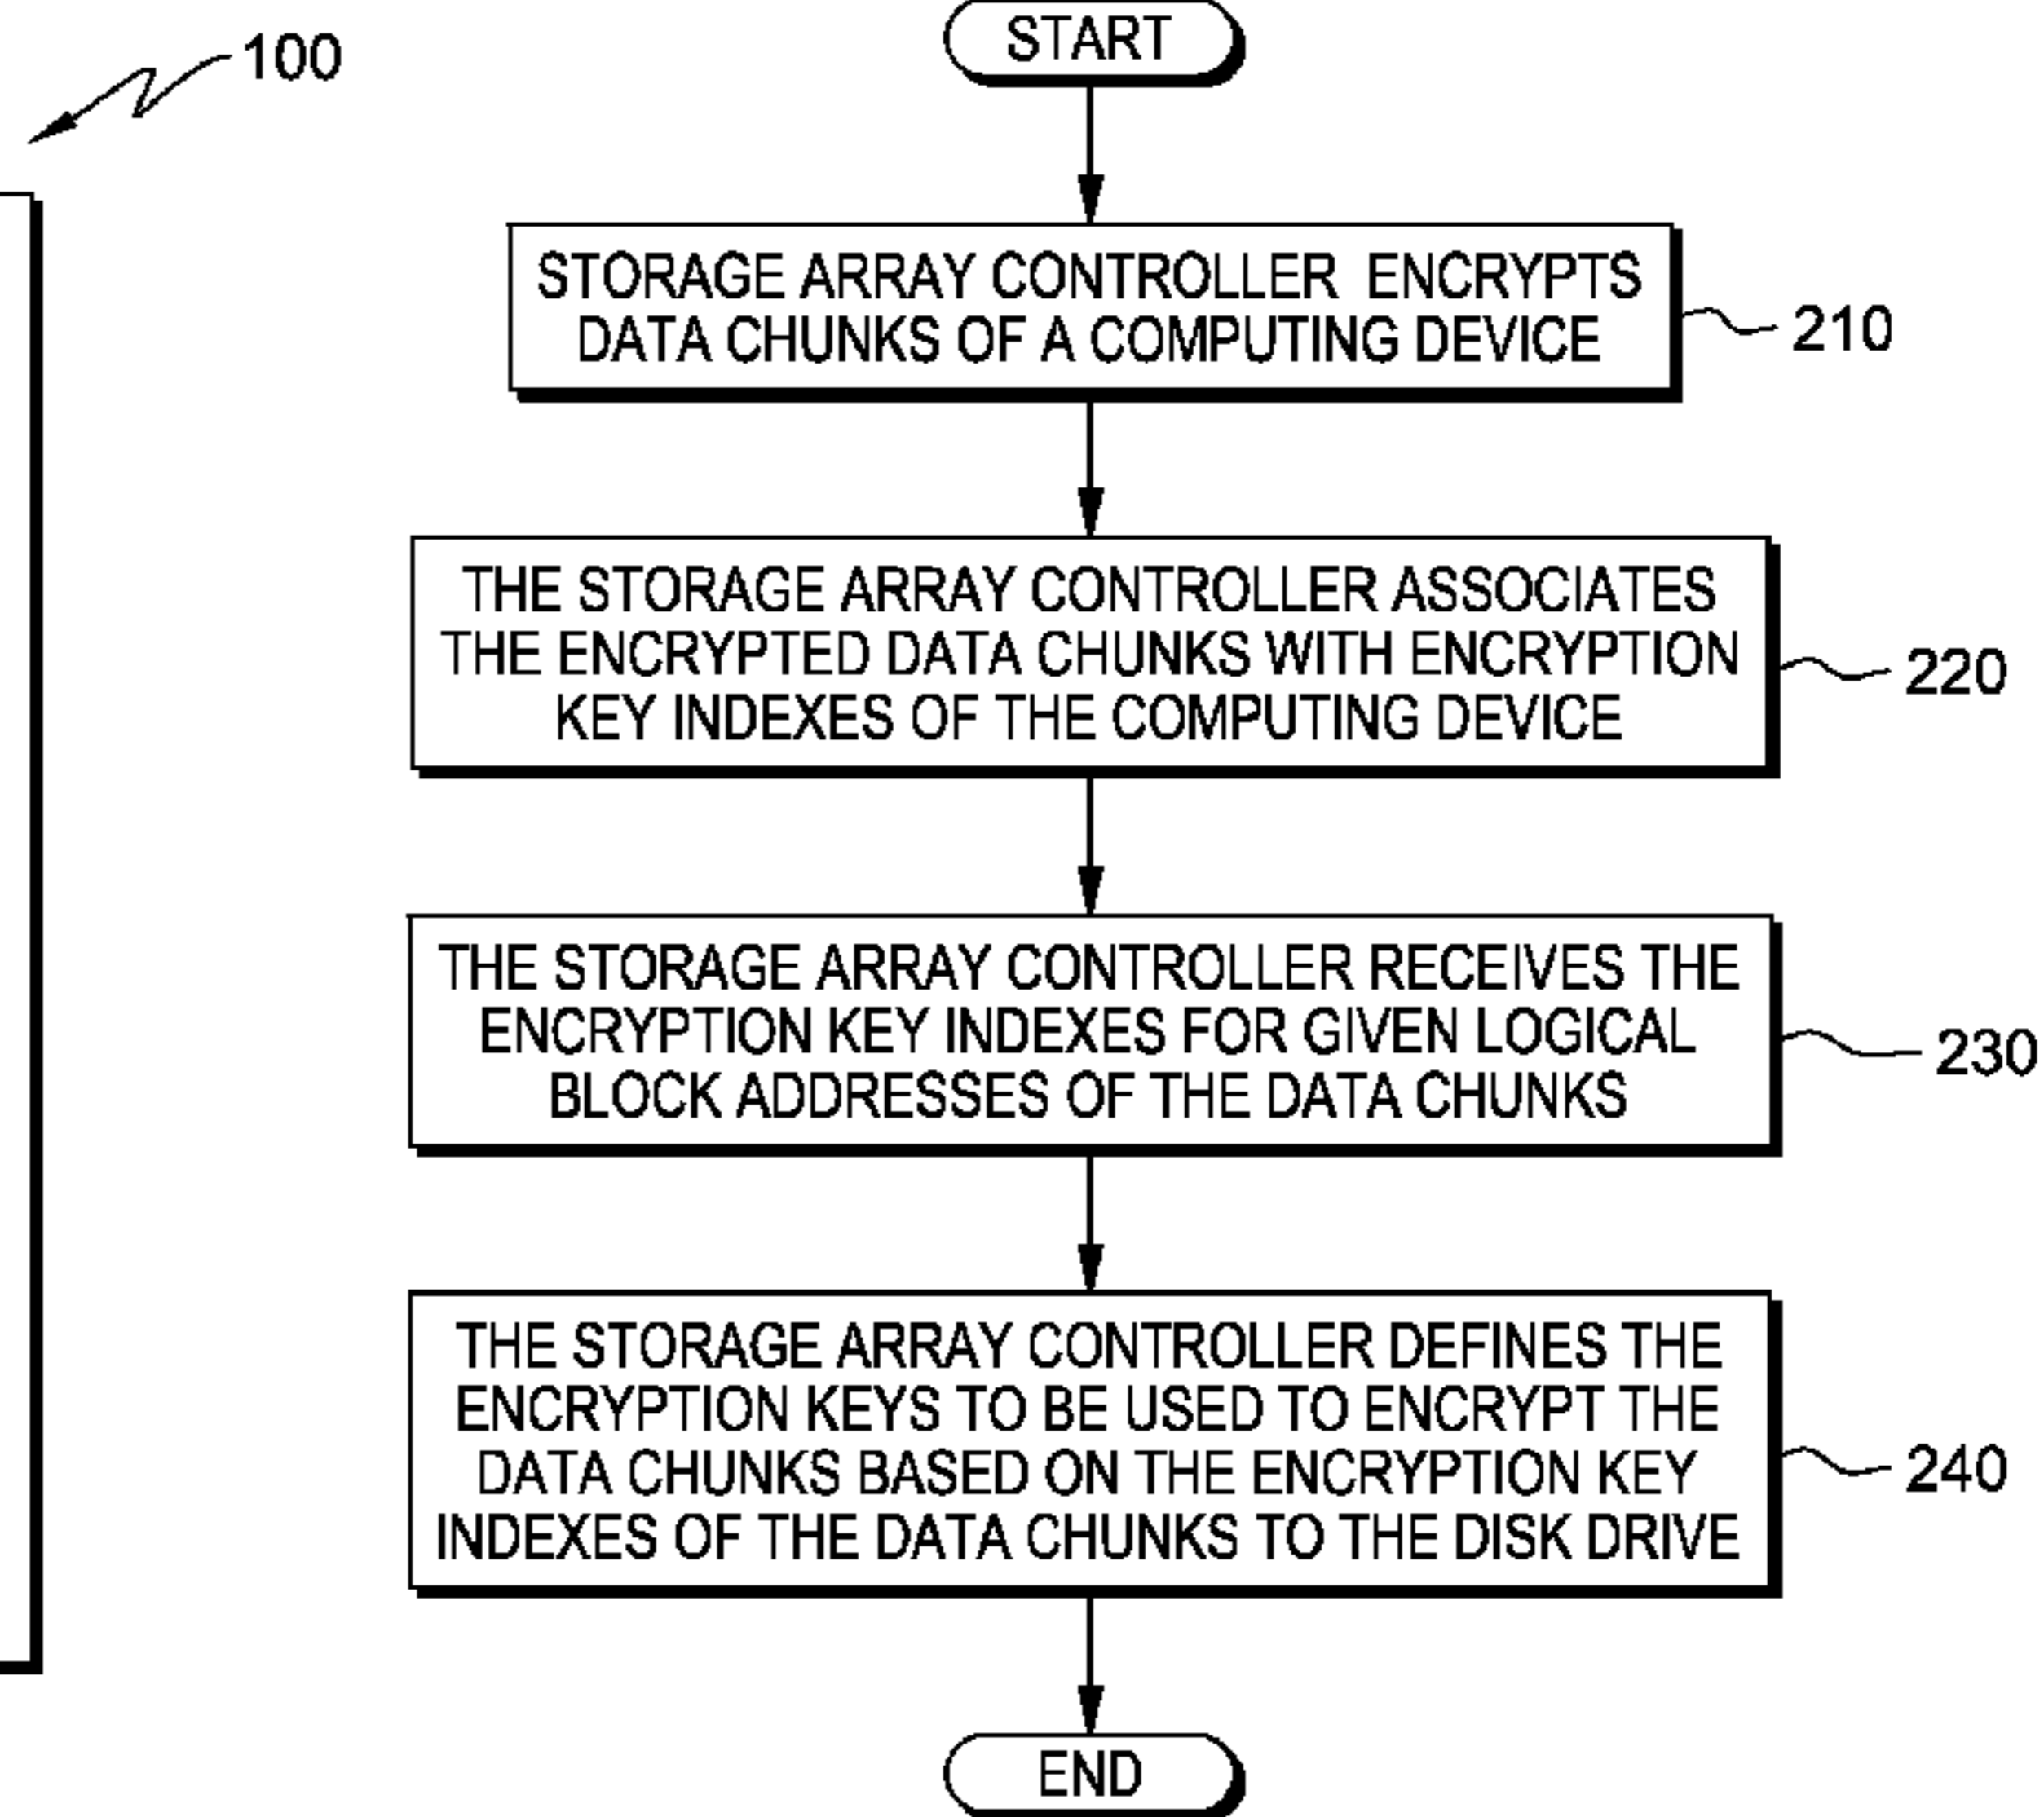 100
START
STORAGE ARRAY CONTROLLER ENCRYPTS
DATA CHUNKS OF A COMPUTING DEVICE
210
THE STORAGE ARRAY CONTROLLER ASSOCIATES
THE ENCRYPTED DATA CHUNKS WITH ENCRYPTION
KEY INDEXES OF THE COMPUTING DEVICE
220
THE STORAGE ARRAY CONTROLLER RECEIVES THE
ENCRYPTION KEY INDEXES FOR GIVEN LOGICAL
BLOCK ADDRESSES OF THE DATA CHUNKS
230
THE STORAGE ARRAY CONTROLLER DEFINES THE
ENCRYPTION KEYS TO BE USED TO ENCRYPT THE
DATA CHUNKS BASED ON THE ENCRYPTION KEY
INDEXES OF THE DATA CHUNKS TO THE DISK DRIVE
240
END